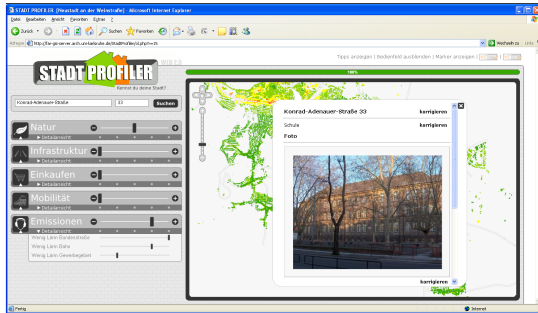 STADT PROFILER. [Neustadt an der Weinstraße] - Microsoft Internet Explorer
Datei Bearbeiten Ansicht Favoriten Extras ?
Zurück Suchen Favoriten
Adresse
Wechseln zu
Tipps anzeigen | Bedienfeld ausblenden | Marker anzeigen |
STADT PROFILER
Kennst du deine Stadt?
100%
Konrad-Adenauer-Straße 33 Suchen
Natur
Detailansicht
Infrastruktur
Detailansicht
Einkaufen
Detailansicht
Mobilität
Detailansicht
Emissionen
Detailansicht
Wenig Lärm Bundesstraße
Wenig Lärm Bahn
Wenig Lärm Gewerbegebiet
Konrad-Adenauer-Straße 33 korrigieren
Schule korrigieren
Foto
korrigieren
Fertig
Internet